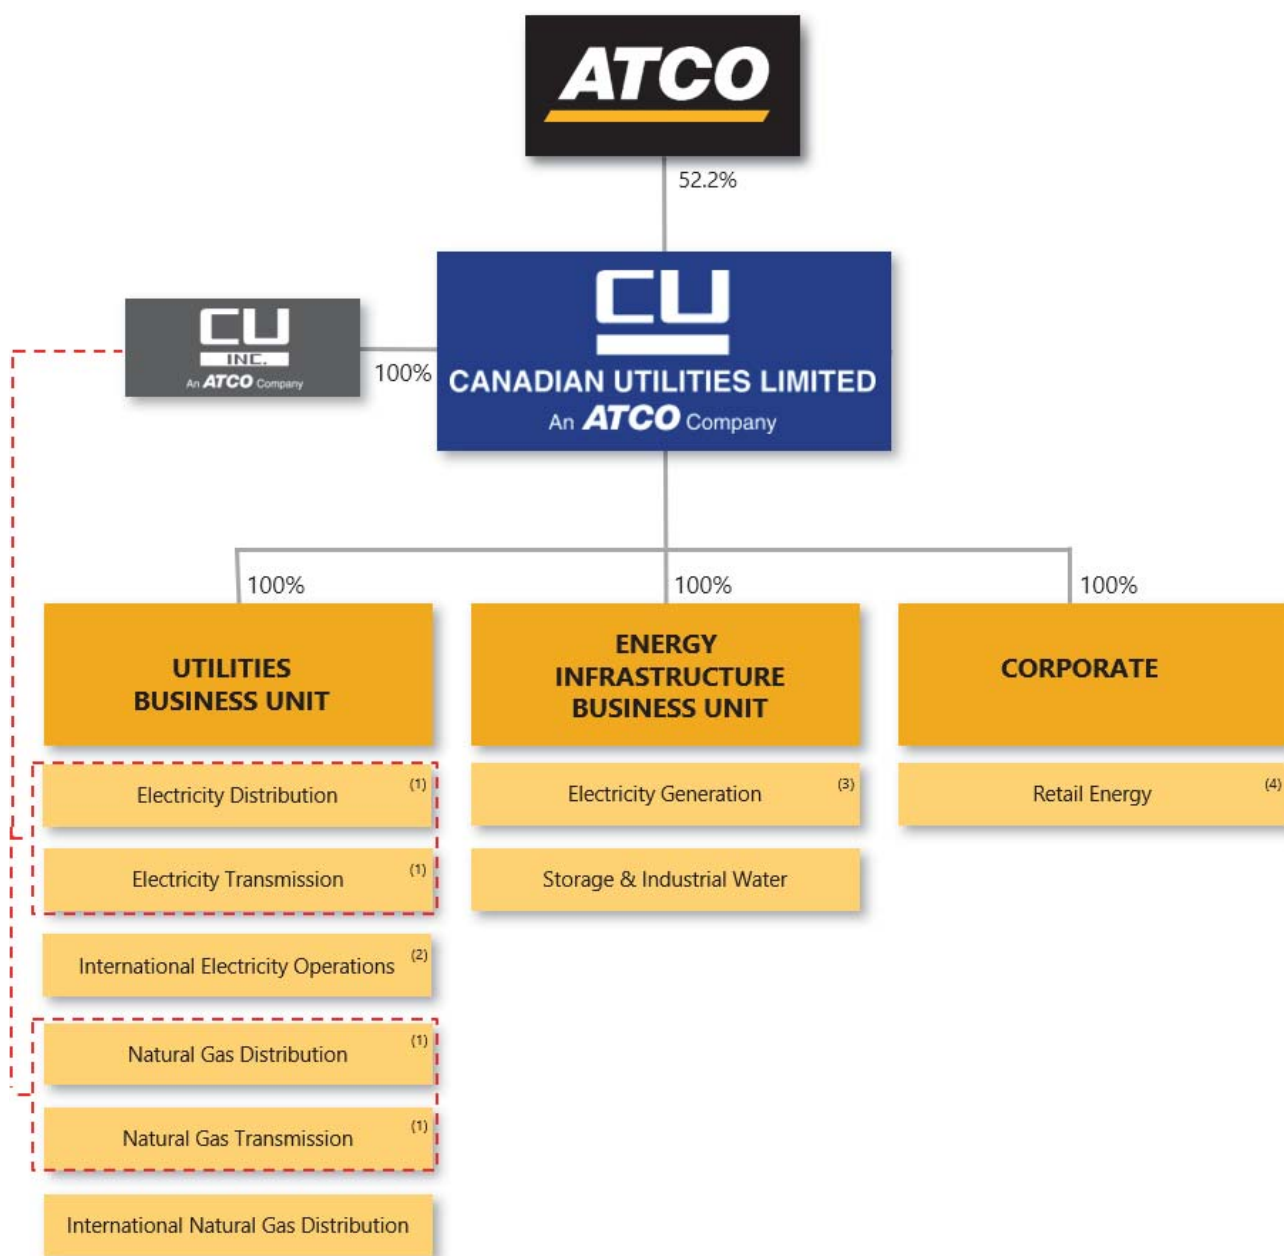 ATCO
52.2%
CU
INC.
An ATCO Company
100%
CU
CANADIAN UTILITIES LIMITED
An ATCO Company
100%
100%
100%
UTILITIES
BUSINESS UNIT
ENERGY
INFRASTRUCTURE
BUSINESS UNIT
CORPORATE
Electricity Distribution (1)
Electricity Transmission (1)
International Electricity Operations (2)
Natural Gas Distribution (1)
Natural Gas Transmission (1)
International Natural Gas Distribution
Electricity Generation (3)
Storage & Industrial Water
Retail Energy (4)